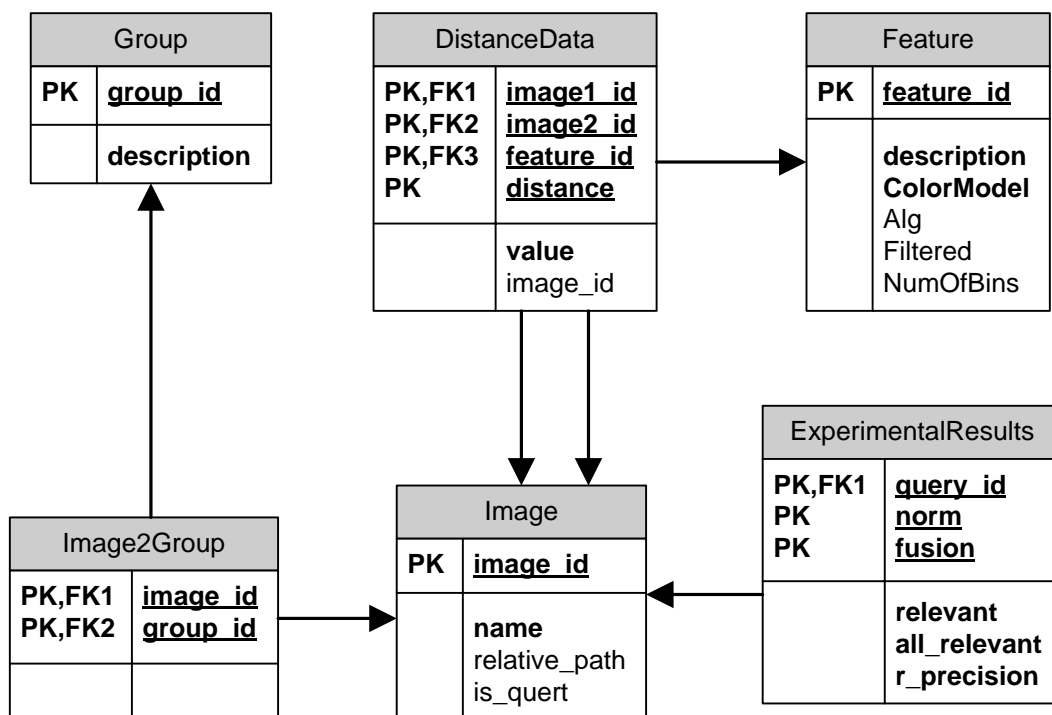 Group
PK group_id
description
DistanceData
PK,FK1 image1_id
PK,FK2 image2_id
PK,FK3 feature_id
PK distance
value
image_id
Feature
PK feature_id
description
ColorModel
Alg
Filtered
NumOfBins
Image2Group
PK,FK1 image_id
PK,FK2 group_id
Image
PK image_id
name
relative_path
is_quert
ExperimentalResults
PK,FK1 query_id
PK norm
PK fusion
relevant
all_relevant
r_precision